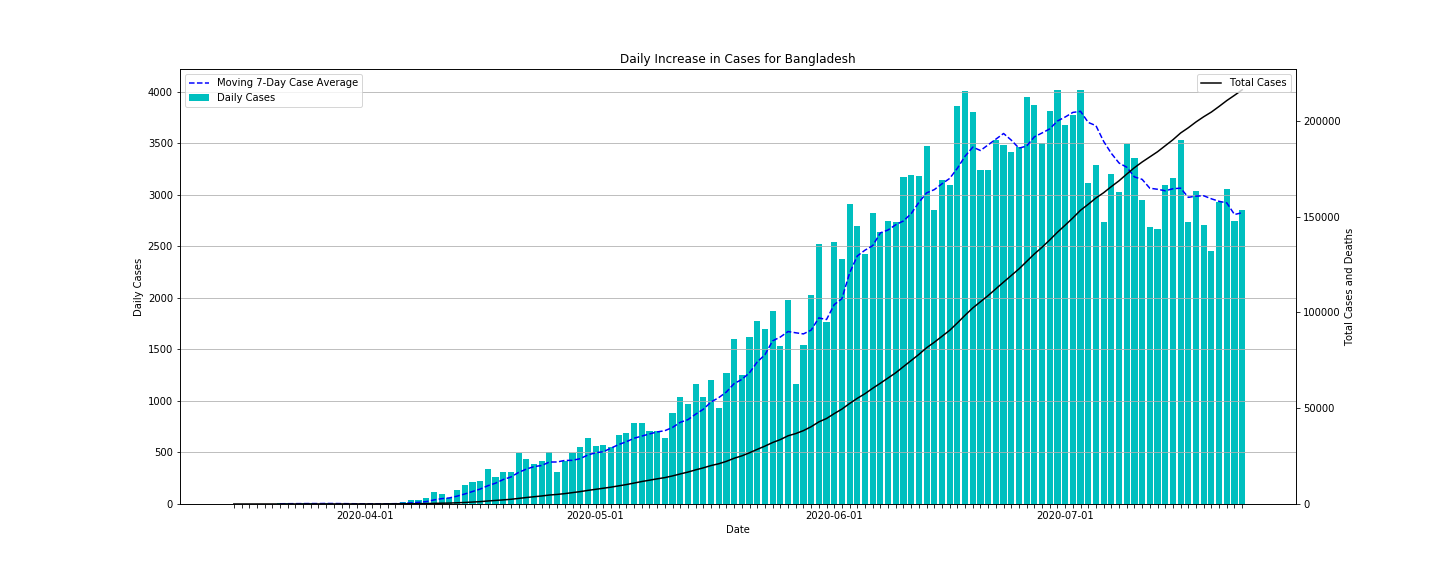 Daily Increase in Cases for Bangladesh
Moving 7-Day Case Average
Daily Cases
Total Cases
4000
3500
3000
2500
2000
1500
1000
500
0
Daily Cases
200000
150000
100000
50000
0
Total Cases and Deaths
2020-04-01
2020-05-01
2020-06-01
2020-07-01
Date